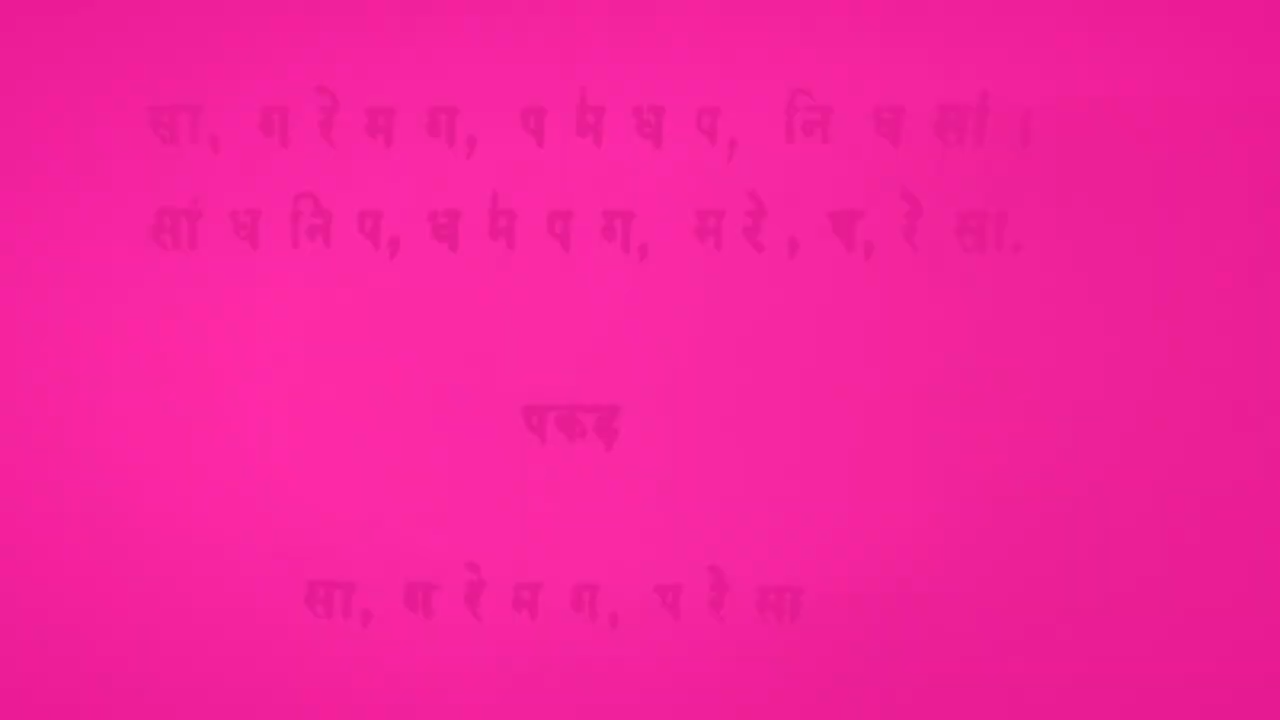 सा, ग रे म ग, प म॑ ध प, नि ध सां ।
सां ध नि प, ध म॑ प ग, म रे, प, रे सा.
पकड़
सा, ग रे म ग, प रे सा